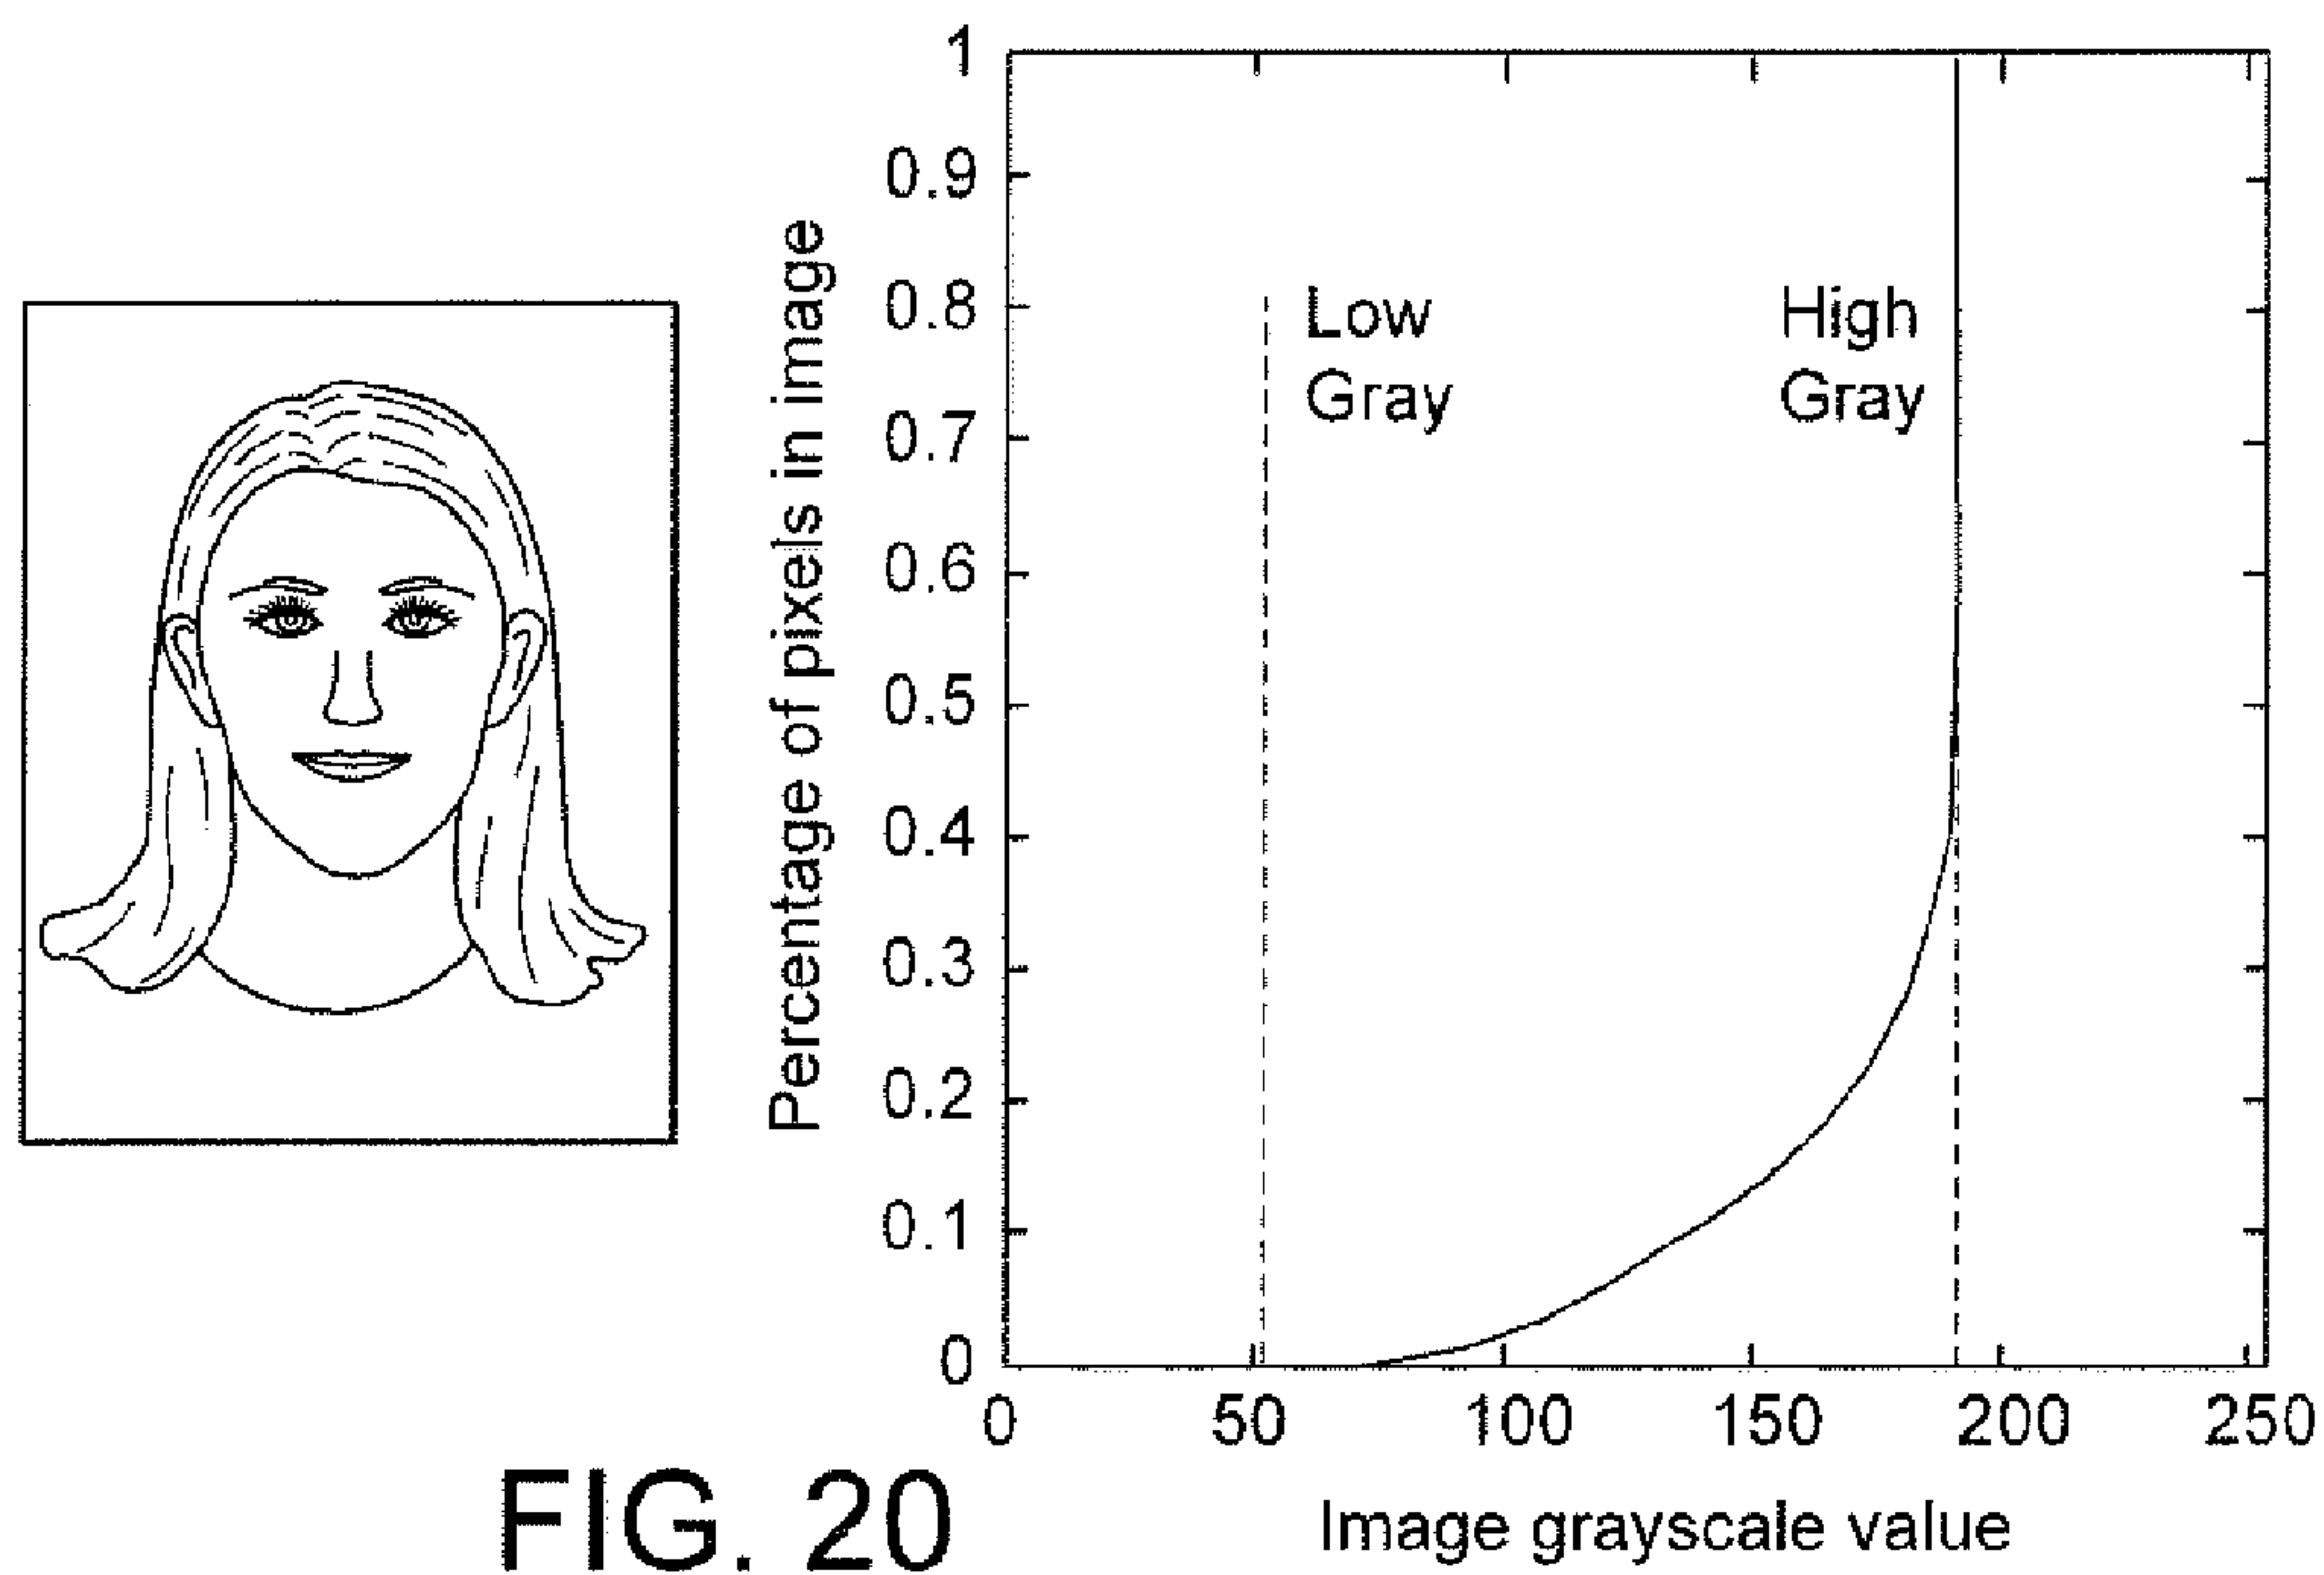 1
0.9
0.8
0.7
0.6
0.5
0.4
0.3
0.2
0.1
0
Percentage of pixels in image
Low
Gray
High
Gray
0 50 100 150 200 250
Image grayscale value
FIG. 20